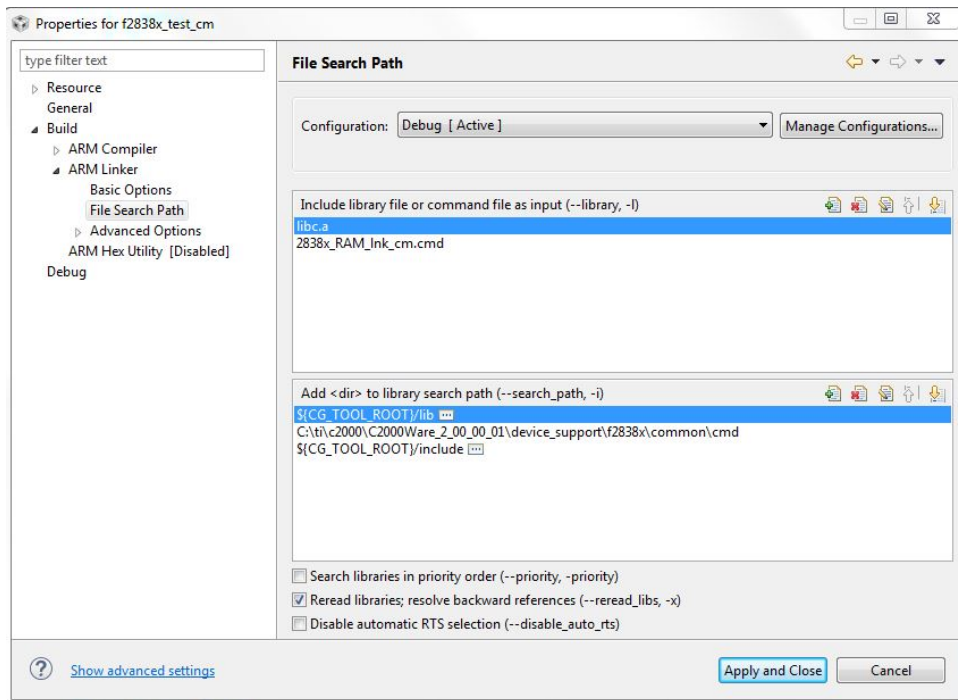 Properties for f2838x_test_cm
type filter text
Resource
General
Build
ARM Compiler
ARM Linker
Basic Options
File Search Path
Advanced Options
ARM Hex Utility [Disabled]
Debug
File Search Path
Configuration: Debug [ Active ] Manage Configurations...
Include library file or command file as input (--library, -l)
libc.a
2838x_RAM_lnk_cm.cmd
Add <dir> to library search path (--search_path, -i)
${CG_TOOL_ROOT}/lib
C:\ti\c2000\C2000Ware_2_00_00_01\device_support\f2838x\common\cmd
${CG_TOOL_ROOT}/include
Search libraries in priority order (--priority, -priority)
Reread libraries; resolve backward references (--reread_libs, -x)
Disable automatic RTS selection (--disable_auto_rts)
Show advanced settings Apply and Close Cancel